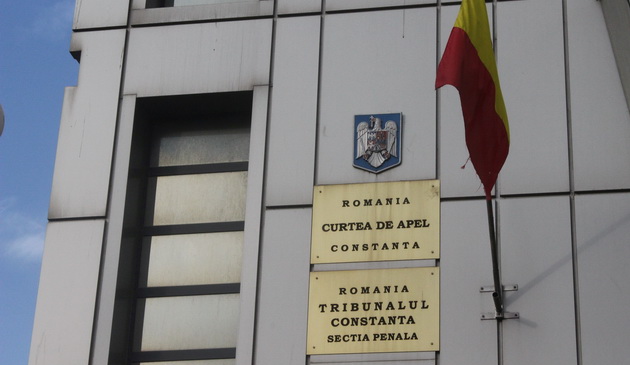 ROMANIA
CURTEA DE APEL
CONSTANTA
ROMANIA
TRIBUNALUL
CONSTANTA
SECTIA PENALA